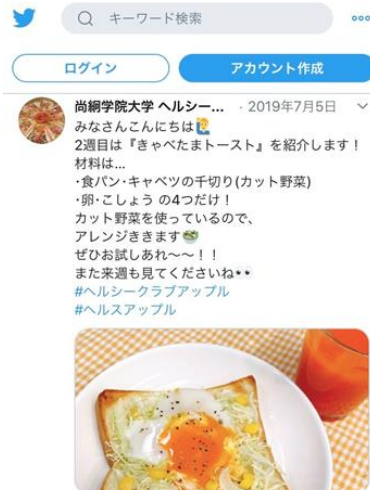 キーワード検索
ログイン
アカウント作成
尚絅学院大学 ヘルシー... · 2019年7月5日
みなさんこんにちは🙋
2週目は『きゃべたまトースト』を紹介します！
材料は...
･食パン･キャベツの千切り(カット野菜)
･卵･こしょう の4つだけ！
カット野菜を使っているので、
アレンジききます🥗
ぜひお試しあれ〜〜！！
また来週も見てくださいね👀
#ヘルシークラブアップル
#ヘルスアップル